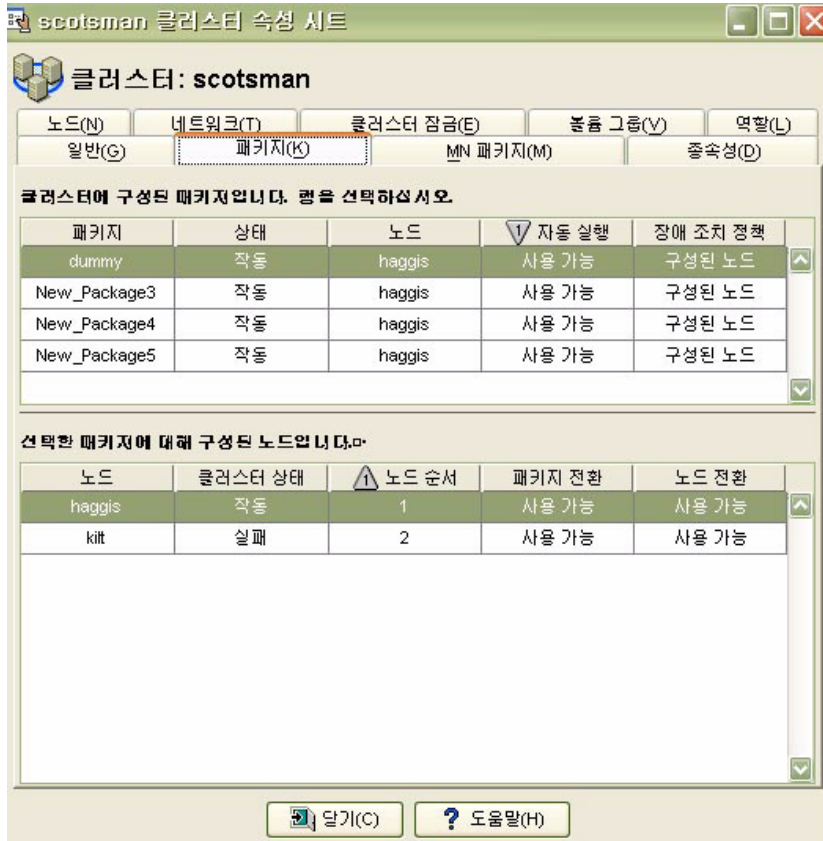 scotsman 클러스터 속성 시트
클러스터: scotsman
노드(N) 네트워크(T) 클러스터 잠금(E) 볼륨 그룹(V) 역할(L)
일반(G) 패키지(K) MN 패키지(M) 종속성(D)
클러스터에 구성된 패키지입니다. 행을 선택하십시오.
패키지 상태 노드 1 자동 실행 장애 조치 정책
dummy 작동 haggis 사용 가능 구성된 노드
New_Package3 작동 haggis 사용 가능 구성된 노드
New_Package4 작동 haggis 사용 가능 구성된 노드
New_Package5 작동 haggis 사용 가능 구성된 노드
선택한 패키지에 대해 구성된 노드입니다.
노드 클러스터 상태 1 노드 순서 패키지 전환 노드 전환
haggis 작동 1 사용 가능 사용 가능
kilt 실패 2 사용 가능 사용 가능
닫기(C) ? 도움말(H)